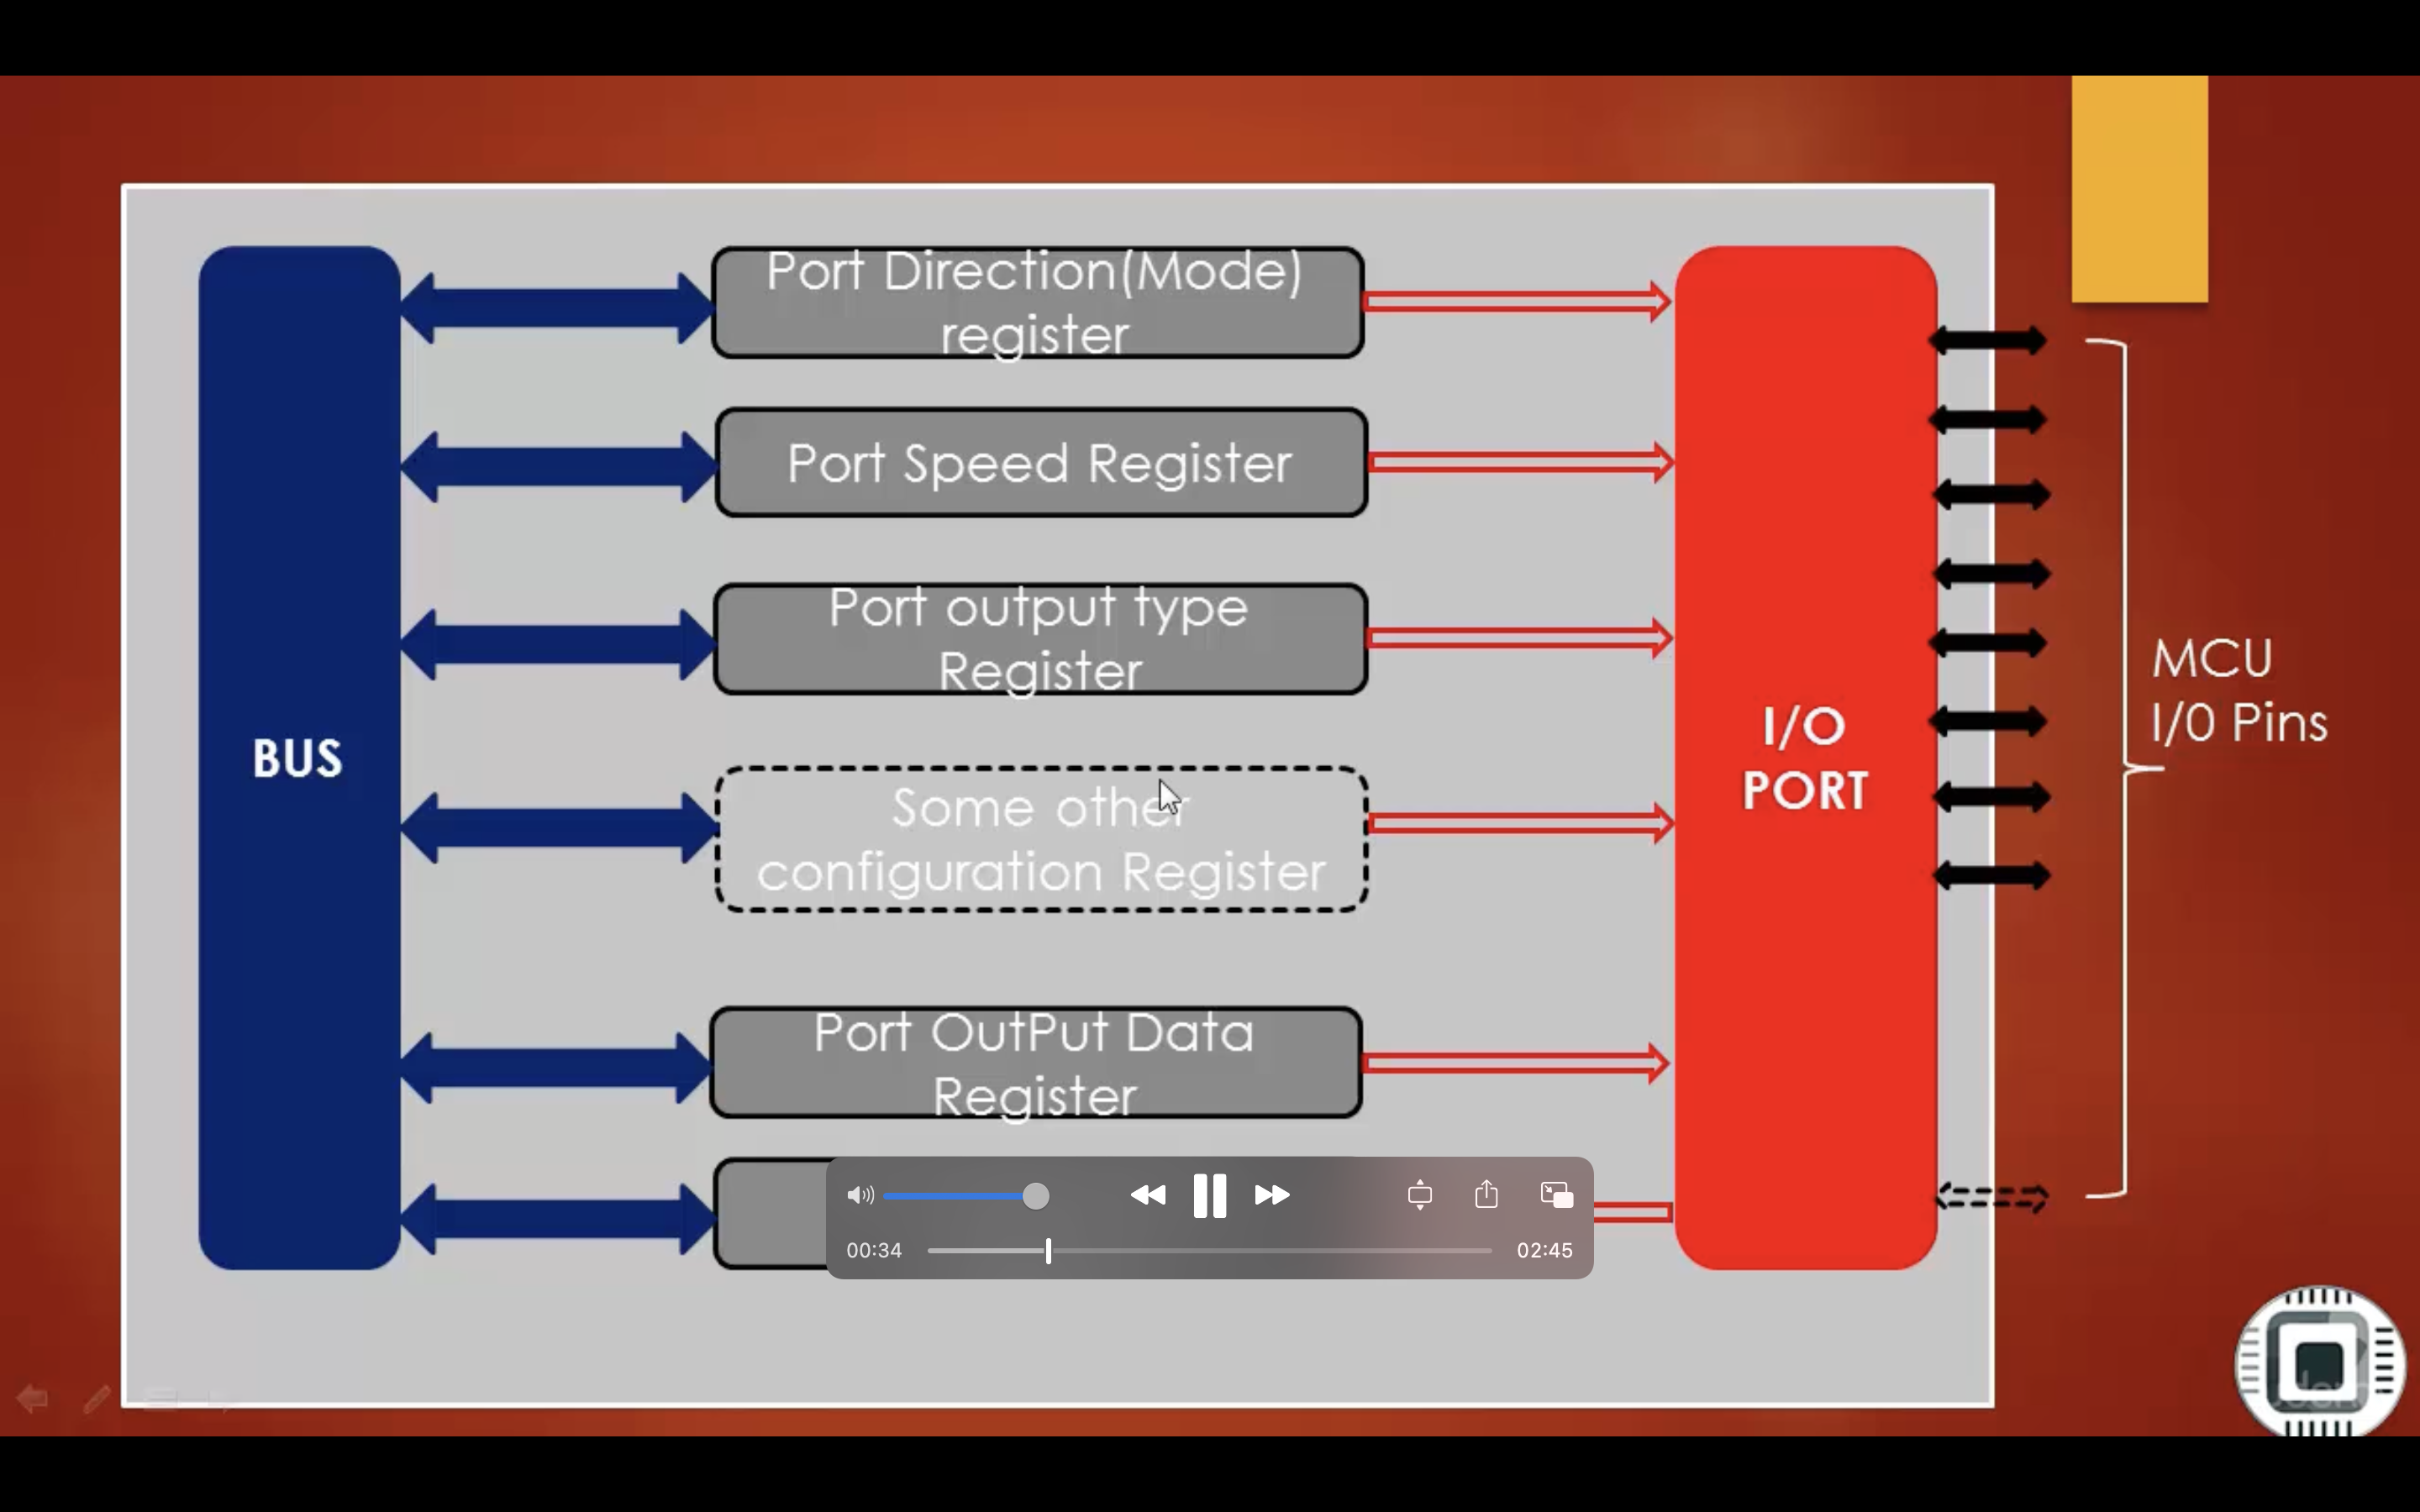 Port Direction(Mode)
register
Port Speed Register
Port output type
Register
BUS
Some other
configuration Register
I/O
PORT
MCU
I/0 Pins
Port OutPut Data
Register
00:34
02:45